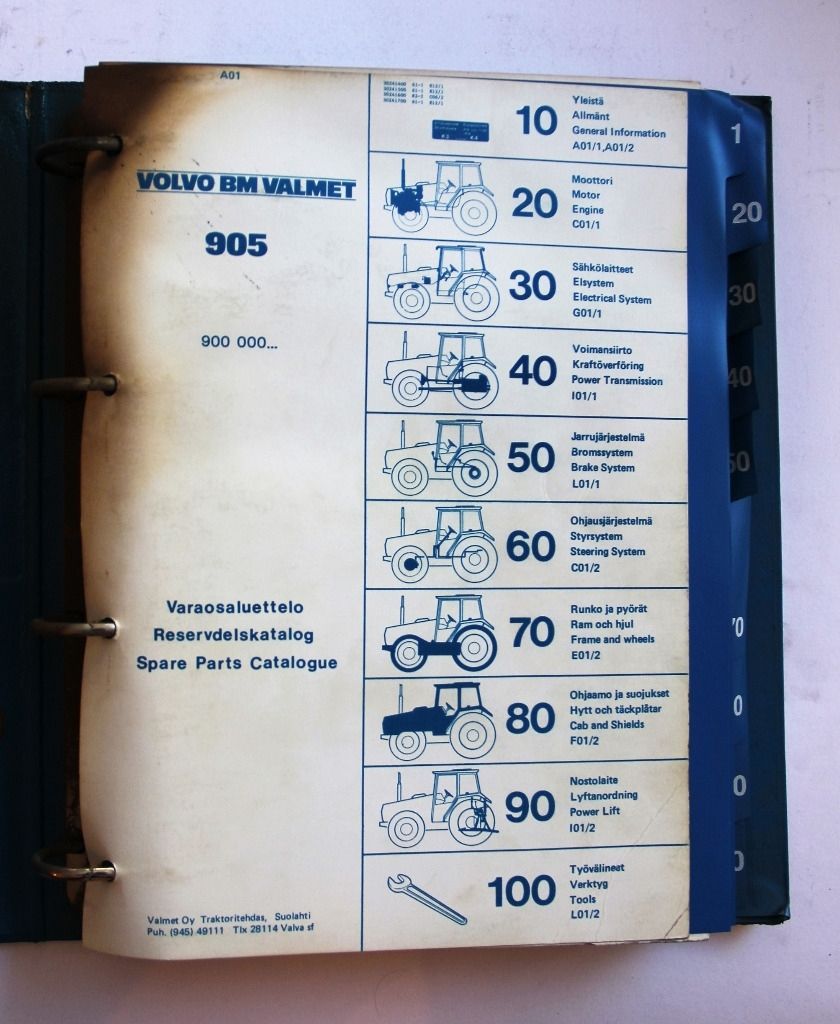 A01
VOLVO BM VALMET
905
900 000...
Varaosaluettelo
Reservdelskatalog
Spare Parts Catalogue
Valmet Oy Traktoritehdas, Suolahti
Puh. (945) 49111 Tlx 28114 Valva sf
10
Yleistä
Allmänt
General Information
A01/1,A01/2
20
Moottori
Motor
Engine
C01/1
30
Sähkölaitteet
Elsystem
Electrical System
G01/1
40
Voimansiirto
Kraftöverföring
Power Transmission
I01/1
50
Jarrujärjestelmä
Bromssystem
Brake System
L01/1
60
Ohjausjärjestelmä
Styrsystem
Steering System
C01/2
70
Runko ja pyörät
Ram och hjul
Frame and wheels
E01/2
80
Ohjaamo ja suojukset
Hytt och täckplåtar
Cab and Shields
F01/2
90
Nostolaite
Lyftanordning
Power Lift
I01/2
100
Työvälineet
Verktyg
Tools
L01/2
1
20
30
40
50
70
0
0
0